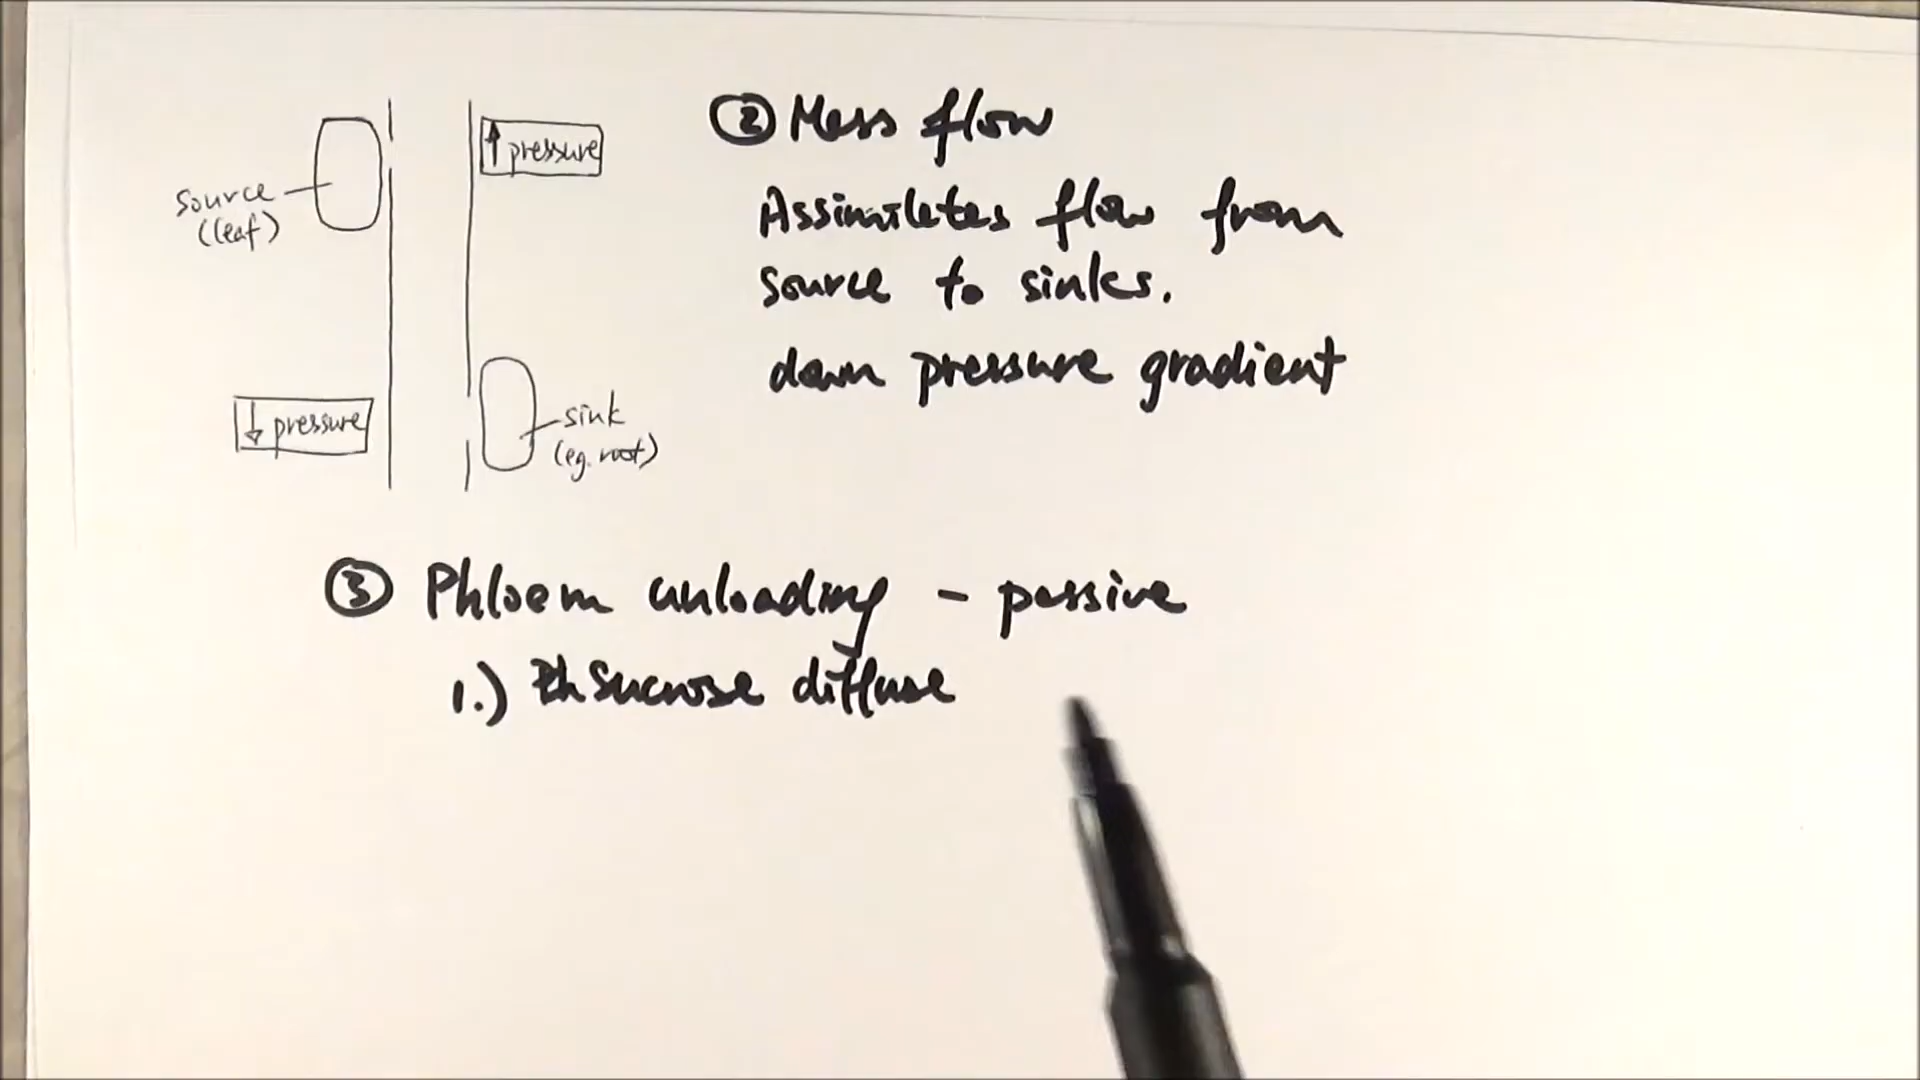 ↑ pressure
source
(leaf)
↓ pressure
sink
(eg. root)
② Mass flow
Assimilates flow from
source to sinks.
down pressure gradient
③ Phloem unloading - passive
1.) Sucrose diffuse